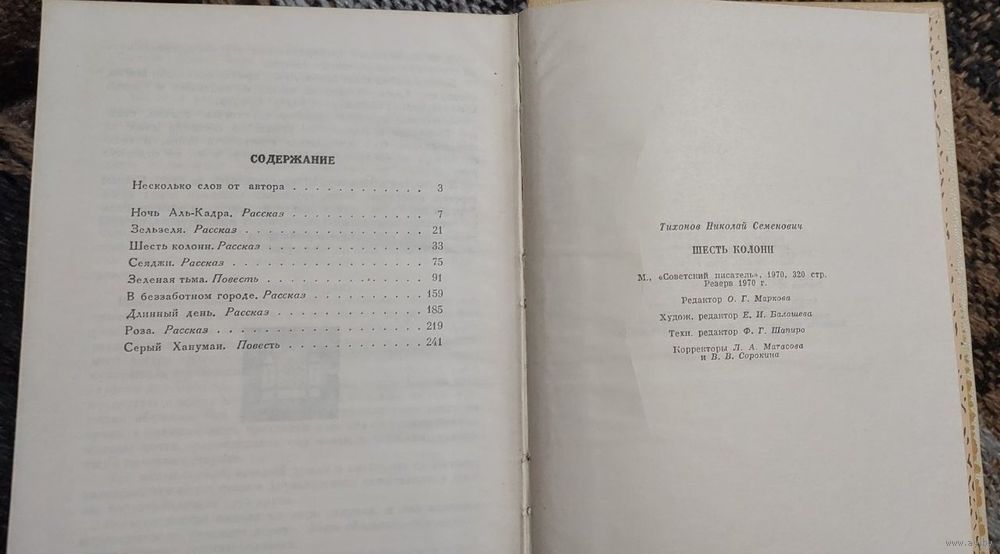 СОДЕРЖАНИЕ
Несколько слов от автора . . . . . . . . . . . . 3
Ночь Аль-Кадра. Рассказ . . . . . . . . . . . . 7
Зельзеля. Рассказ . . . . . . . . . . . . . . 21
Шесть колонн. Рассказ . . . . . . . . . . . . 33
Сеяджи. Рассказ . . . . . . . . . . . . . . . 75
Зеленая тьма. Повесть . . . . . . . . . . . . 91
В беззаботном городе. Рассказ . . . . . . . . . 159
Длинный день. Рассказ . . . . . . . . . . . . 185
Роза. Рассказ . . . . . . . . . . . . . . . . 219
Серый Хануман. Повесть . . . . . . . . . . . . 241
Тихонов Николай Семенович
ШЕСТЬ КОЛОНН
М., «Советский писатель», 1970, 320 стр.
Резерв 1970 г.
Редактор О. Г. Маркова
Худож. редактор Е. И. Балашева
Техн. редактор Ф. Г. Шапиро
Корректоры Л. А. Матасова
и В. В. Сорокина